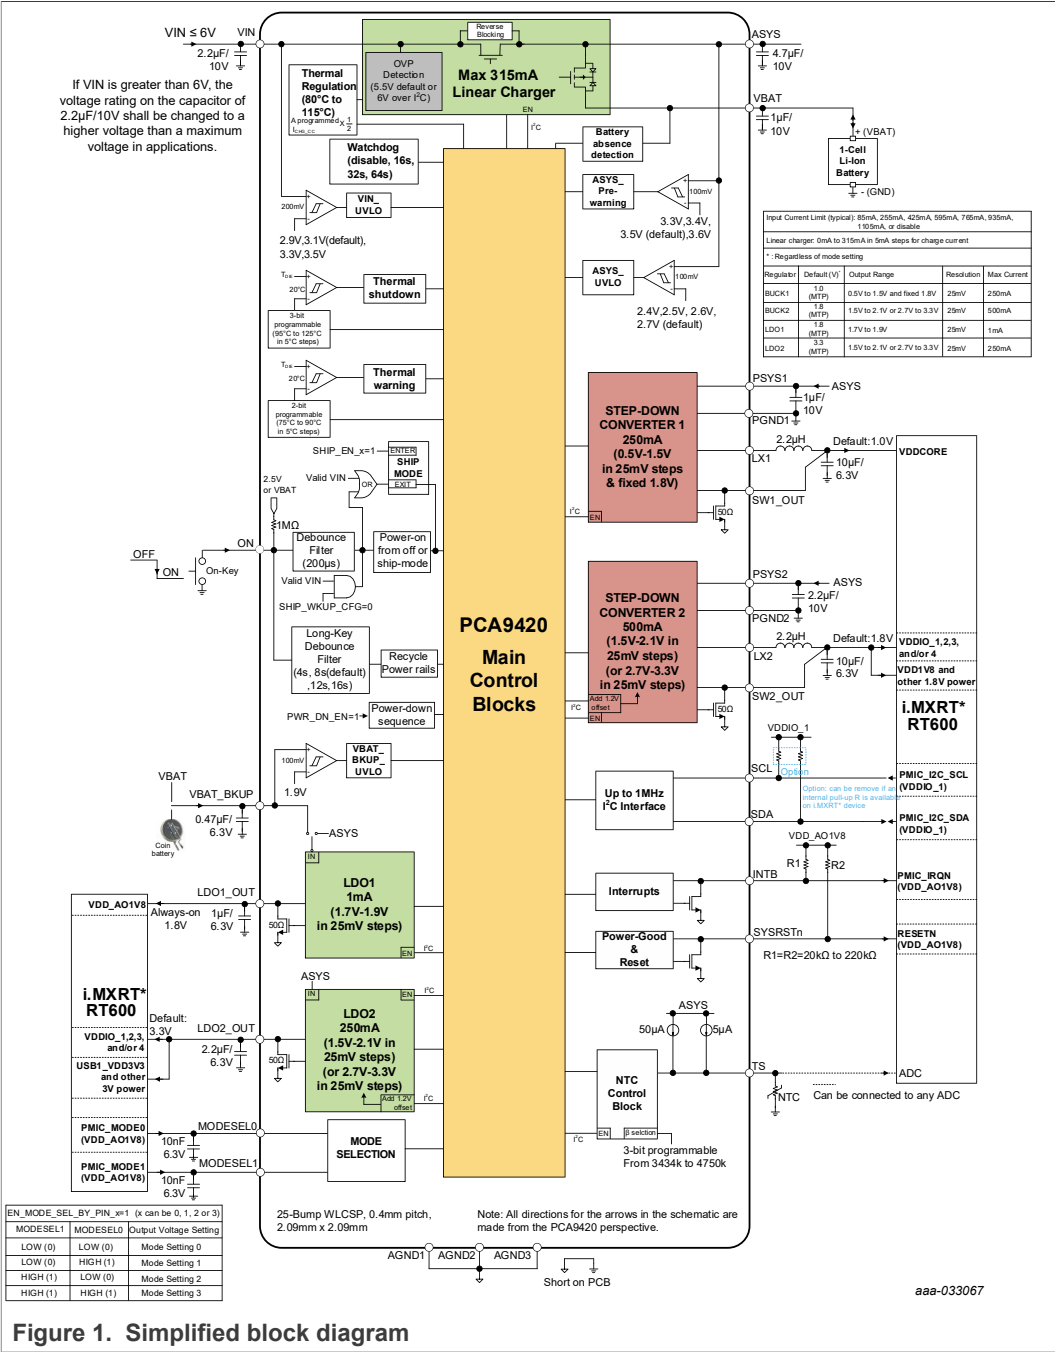 VIN ≤ 6V
VIN
2.2µF/
10V
If VIN is greater than 6V, the
voltage rating on the capacitor of
2.2µF/10V shall be changed to a
higher voltage than a maximum
voltage in applications.
Reverse
Blocking
OVP
Detection
(5.5V default or
6V over I²C)
Max 315mA
Linear Charger
EN
I²C
Thermal
Regulation
(80°C to
115°C)
A programmed
ICHG_CC
X 1/2
ASYS
4.7µF/
10V
VBAT
1µF/
10V
+ (VBAT)
1-Cell
Li-Ion
Battery
- (GND)
Watchdog
(disable, 16s,
32s, 64s)
Battery
absence
detection
ASYS_
Pre-
warning
100mV
3.3V,3.4V,
3.5V (default),3.6V
ASYS_
UVLO
100mV
2.4V,2.5V, 2.6V,
2.7V (default)
200mV
VIN_
UVLO
2.9V,3.1V(default),
3.3V,3.5V
TDIE
20°C
Thermal
shutdown
3-bit
programmable
(95°C to 125°C
in 5°C steps)
TDIE
20°C
Thermal
warning
2-bit
programmable
(75°C to 90°C
in 5°C steps)
Input Current Limit (typical): 85mA, 255mA, 425mA, 595mA, 765mA, 935mA,
1105mA, or disable
Linear charger: 0mA to 315mA in 5mA steps for charge current
* : Regardless of mode setting
Regulator Default (V)* Output Range Resolution Max Current
BUCK1 1.0 (MTP) 0.5V to 1.5V and fixed 1.8V 25mV 250mA
BUCK2 1.8 (MTP) 1.5V to 2.1V or 2.7V to 3.3V 25mV 500mA
LDO1 1.8 (MTP) 1.7V to 1.9V 25mV 1mA
LDO2 3.3 (MTP) 1.5V to 2.1V or 2.7V to 3.3V 25mV 250mA
STEP-DOWN
CONVERTER 1
250mA
(0.5V-1.5V
in 25mV steps
& fixed 1.8V)
I²C
EN
PSYS1
ASYS
1µF/
10V
PGND1
LX1
2.2µH
Default:1.0V
10µF/
6.3V
SW1_OUT
50Ω
VDDCORE
SHIP_EN_x=1
ENTER
SHIP
MODE
EXIT
Valid VIN
OR
2.5V
or VBAT
1MΩ
ON
OFF
ON
On-Key
Debounce
Filter
(200µs)
Power-on
from off or
ship-mode
Valid VIN
SHIP_WKUP_CFG=0
Long-Key
Debounce
Filter
(4s, 8s(default)
,12s,16s)
Recycle
Power rails
PWR_DN_EN=1
Power-down
sequence
PCA9420
Main
Control
Blocks
STEP-DOWN
CONVERTER 2
500mA
(1.5V-2.1V in
25mV steps)
(or 2.7V-3.3V
in 25mV steps)
Add 1.2V
offset
I²C
EN
PSYS2
ASYS
2.2µF/
10V
PGND2
LX2
2.2µH
Default:1.8V
10µF/
6.3V
SW2_OUT
50Ω
VDDIO_1,2,3,
and/or 4
VDD1V8 and
other 1.8V power
i.MXRT*
RT600
VDDIO_1
Option
SCL
Option: can be remove if an
internal pull-up R is available
on i.MXRT* device
SDA
PMIC_I2C_SCL
(VDDIO_1)
PMIC_I2C_SDA
(VDDIO_1)
Up to 1MHz
I²C Interface
VBAT
VBAT_BKUP
0.47µF/
6.3V
Coin
battery
100mV
VBAT_
BKUP_
UVLO
1.9V
ASYS
IN
LDO1
1mA
(1.7V-1.9V
in 25mV steps)
EN
I²C
LDO1_OUT
50Ω
VDD_AO1V8
Always-on
1.8V
1µF/
6.3V
VDD_AO1V8
R1
R2
INTB
Interrupts
PMIC_IRQN
(VDD_AO1V8)
SYSRSTn
Power-Good
&
Reset
R1=R2=20kΩ to 220kΩ
RESETN
(VDD_AO1V8)
ASYS
IN
EN
I²C
LDO2
250mA
(1.5V-2.1V in
25mV steps)
(or 2.7V-3.3V
in 25mV steps)
Add 1.2V
offset
I²C
i.MXRT*
RT600
Default:
3.3V
LDO2_OUT
50Ω
2.2µF/
6.3V
VDDIO_1,2,3,
and/or 4
USB1_VDD3V3
and other
3V power
ASYS
50µA
5µA
NTC
Control
Block
EN
β selction
I²C
3-bit programmable
From 3434k to 4750k
TS
NTC
ADC
Can be connected to any ADC
PMIC_MODE0
(VDD_AO1V8)
10nF
6.3V
MODESEL0
PMIC_MODE1
(VDD_AO1V8)
10nF
6.3V
MODESEL1
MODE
SELECTION
EN_MODE_SEL_BY_PIN_x=1 (x can be 0, 1, 2 or 3)
MODESEL1 MODESEL0 Output Voltage Setting
LOW (0) LOW (0) Mode Setting 0
LOW (0) HIGH (1) Mode Setting 1
HIGH (1) LOW (0) Mode Setting 2
HIGH (1) HIGH (1) Mode Setting 3
25-Bump WLCSP, 0.4mm pitch,
2.09mm x 2.09mm
Note: All directions for the arrows in the schematic are
made from the PCA9420 perspective.
AGND1
AGND2
AGND3
Short on PCB
aaa-033067
Figure 1. Simplified block diagram